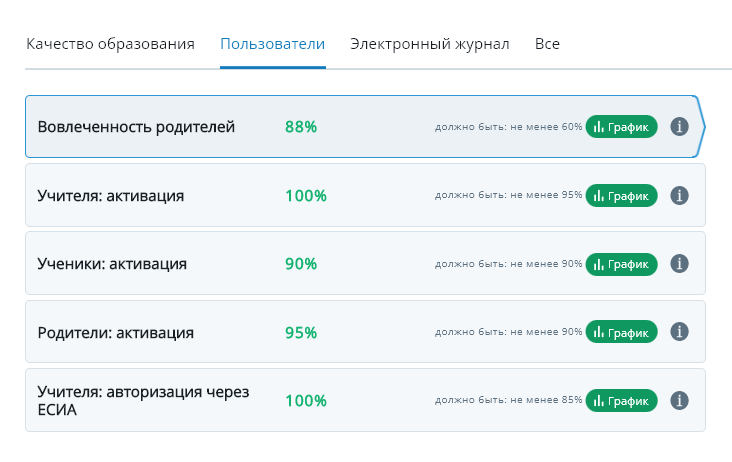 Качество образования Пользователи Электронный журнал Все
Вовлеченность родителей 88% должно быть: не менее 60% График
Учителя: активация 100% должно быть: не менее 95% График
Ученики: активация 90% должно быть: не менее 90% График
Родители: активация 95% должно быть: не менее 90% График
Учителя: авторизация через
ЕСИА 100% должно быть: не менее 85% График